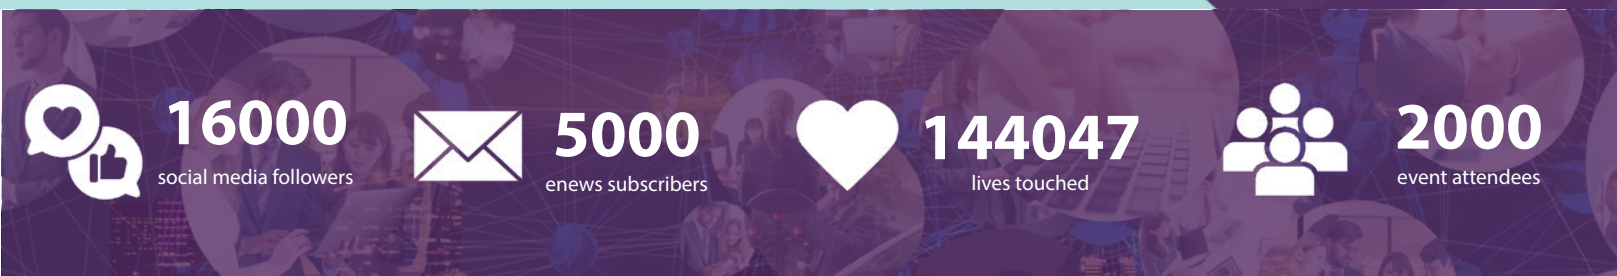 16000
social media followers
5000
enews subscribers
144047
lives touched
2000
event attendees